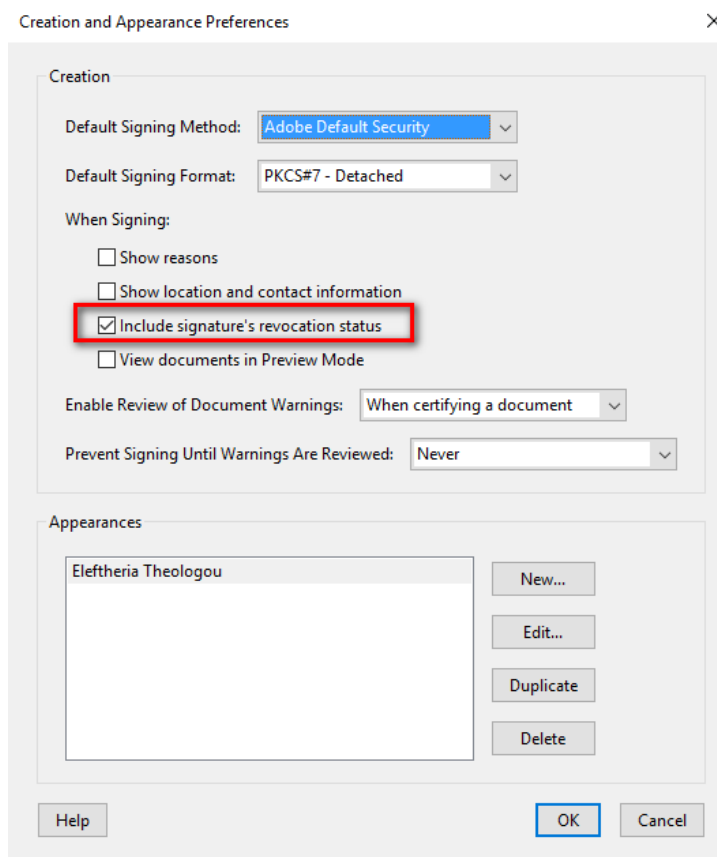 Creation and Appearance Preferences
Creation
Default Signing Method: Adobe Default Security
Default Signing Format: PKCS#7 - Detached
When Signing:
Show reasons
Show location and contact information
Include signature's revocation status
View documents in Preview Mode
Enable Review of Document Warnings: When certifying a document
Prevent Signing Until Warnings Are Reviewed: Never
Appearances
Eleftheria Theologou
New...
Edit...
Duplicate
Delete
Help OK Cancel